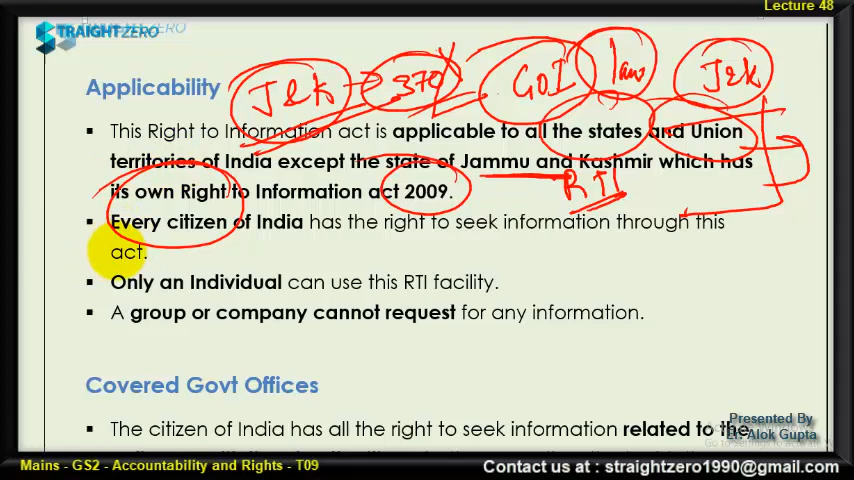 Lecture 48
STRAIGHTZERO
J&K 370 GOI law J&k
Applicability
▪ This Right to Information act is applicable to all the states and Union
territories of India except the state of Jammu and Kashmir which has
its own Right to Information act 2009.
RTI
▪ Every citizen of India has the right to seek information through this
act.
▪ Only an Individual can use this RTI facility.
▪ A group or company cannot request for any information.
Covered Govt Offices
▪ The citizen of India has all the right to seek information related to the
Presented By
Er. Alok Gupta
Mains - GS2 - Accountability and Rights - T09
Contact us at : straightzero1990@gmail.com